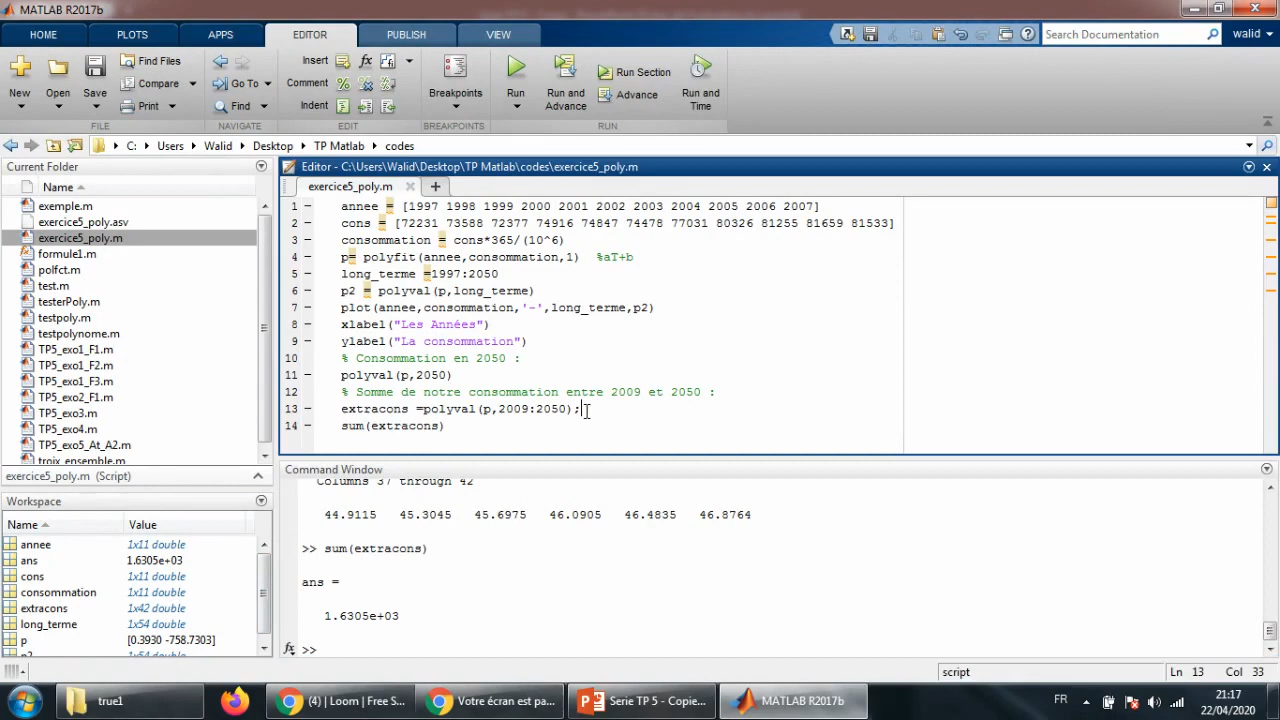 MATLAB R2017b
HOME PLOTS APPS EDITOR PUBLISH VIEW Search Documentation walid
New Open Save Find Files Compare Print Go To Find Insert Comment Indent Breakpoints Run Run and Advance Run Section Advance Run and Time
FILE NAVIGATE EDIT BREAKPOINTS RUN
C: Users Walid Desktop TP Matlab codes
Current Folder
Name
exemple.m
exercice5_poly.asv
exercice5_poly.m
formule1.m
polfct.m
test.m
testerPoly.m
testpoly.m
testpolynome.m
TP5_exo1_F1.m
TP5_exo1_F2.m
TP5_exo1_F3.m
TP5_exo2_F1.m
TP5_exo3.m
TP5_exo4.m
TP5_exo5_At_A2.m
troix_ensemble.m
exercice5_poly.m (Script)
Workspace
Name Value
annee 1x11 double
ans 1.6305e+03
cons 1x11 double
consommation 1x11 double
extracons 1x42 double
long_terme 1x54 double
p [0.3930 -758.7303]
p2 1x54 double
Editor - C:\Users\Walid\Desktop\TP Matlab\codes\exercice5_poly.m
exercice5_poly.m
1 annee = [1997 1998 1999 2000 2001 2002 2003 2004 2005 2006 2007]
2 cons = [72231 73588 72377 74916 74847 74478 77031 80326 81255 81659 81533]
3 consommation = cons*365/(10^6)
4 p= polyfit(annee,consommation,1) %aT+b
5 long_terme =1997:2050
6 p2 = polyval(p,long_terme)
7 plot(annee,consommation,'-',long_terme,p2)
8 xlabel("Les Années")
9 ylabel("La consommation")
10 % Consommation en 2050 :
11 polyval(p,2050)
12 % Somme de notre consommation entre 2009 et 2050 :
13 extracons =polyval(p,2009:2050);
14 sum(extracons)
Command Window
Columns 37 through 42
44.9115 45.3045 45.6975 46.0905 46.4835 46.8764
>> sum(extracons)
ans =
1.6305e+03
fx >>
script Ln 13 Col 33
true1 (4) | Loom | Free S... Votre écran est pa... Serie TP 5 - Copie... MATLAB R2017b FR 21:17
22/04/2020